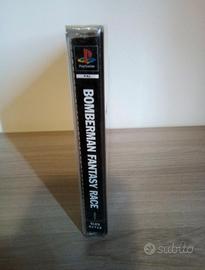 PlayStation
PAL
BOMBERMAN FANTASY RACE
subito